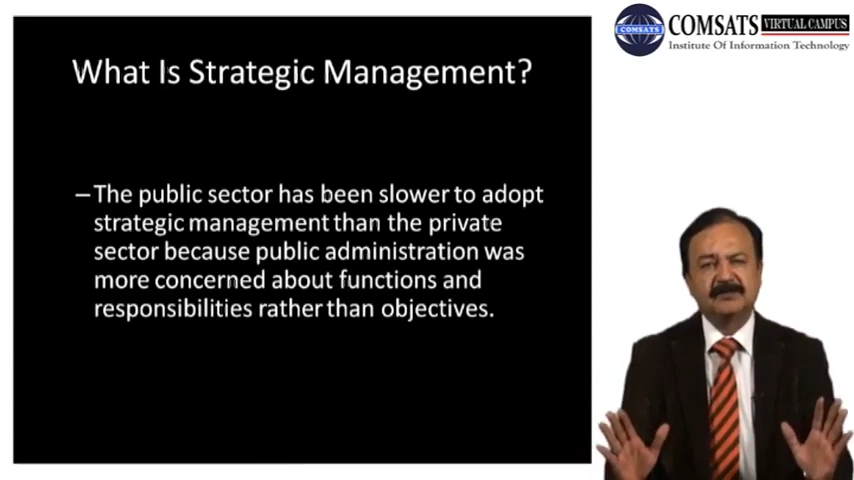 What Is Strategic Management?
–The public sector has been slower to adopt
strategic management than the private
sector because public administration was
more concerned about functions and
responsibilities rather than objectives.
COMSATS
COMSATS VIRTUAL CAMPUS
Institute Of Information Technology